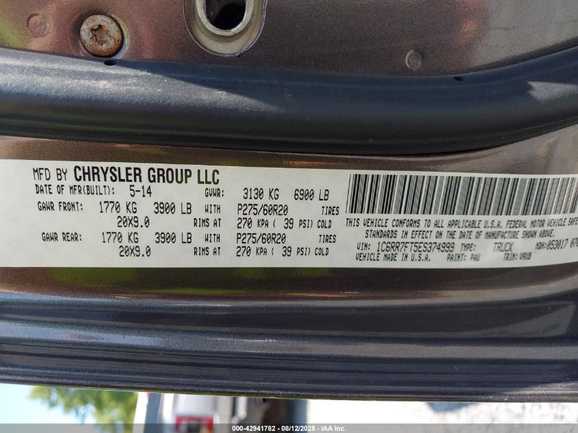 MFD BY CHRYSLER GROUP LLC
DATE OF MFR(BUILT): 5-14 GVWR: 3130 KG 6900 LB
GAWR FRONT: 1770 KG 3900 LB WITH P275/60R20 TIRES
20X9.0 RIMS AT 270 KPA ( 39 PSI) COLD
GAWR REAR: 1770 KG 3900 LB WITH P275/60R20 TIRES
20X9.0 RIMS AT 270 KPA ( 39 PSI) COLD
THIS VEHICLE CONFORMS TO ALL APPLICABLE
U.S.A. FEDERAL MOTOR VEHICLE SAFETY
STANDARDS IN EFFECT ON THE DATE OF MANUFACTURE SHOWN ABOVE.
VIN: 1C6RR7FT5ES374999 TYPE: TRUCK MDH: 053017
VEHICLE MADE IN U.S.A. PAINT: PAU TRIM:
000-42941782 - 08/12/2025 - IAA Inc.